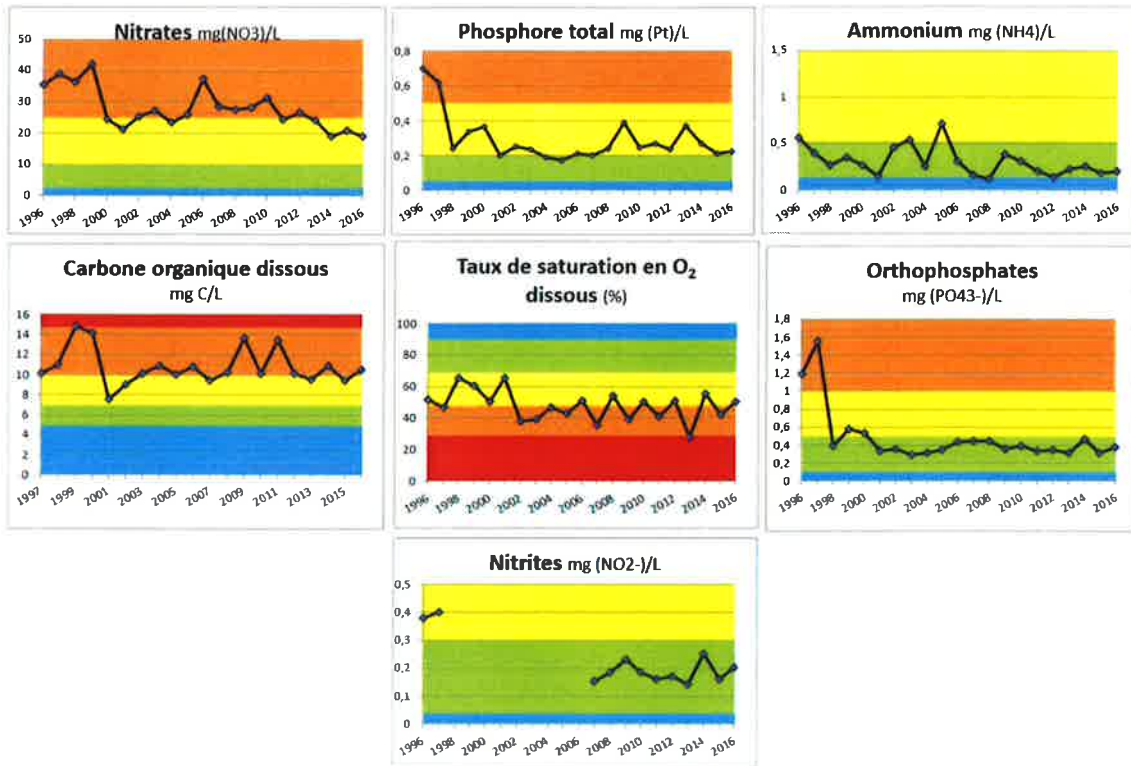 Nitrates mg(NO3)/L
50
40
30
20
10
0
1996 1998 2000 2002 2004 2006 2008 2010 2012 2014 2016
Phosphore total mg (Pt)/L
0,8
0,6
0,4
0,2
0
1996 1998 2000 2002 2004 2006 2008 2010 2012 2014 2016
Ammonium mg (NH4)/L
1,5
1
0,5
0
1996 1998 2000 2002 2004 2006 2008 2010 2012 2014 2016
Carbone organique dissous
mg C/L
16
14
12
10
8
6
4
2
0
1997 1999 2001 2003 2005 2007 2009 2011 2013 2015
Taux de saturation en O2
dissous (%)
100
80
60
40
20
0
1996 1998 2000 2002 2004 2006 2008 2010 2012 2014 2016
Orthophosphates
mg (PO43-)/L
1,8
1,6
1,4
1,2
1
0,8
0,6
0,4
0,2
0
1996 1998 2000 2002 2004 2006 2008 2010 2012 2014 2016
Nitrites mg (NO2-)/L
0,5
0,4
0,3
0,2
0,1
0
1996 1998 2000 2002 2004 2006 2008 2010 2012 2014 2016